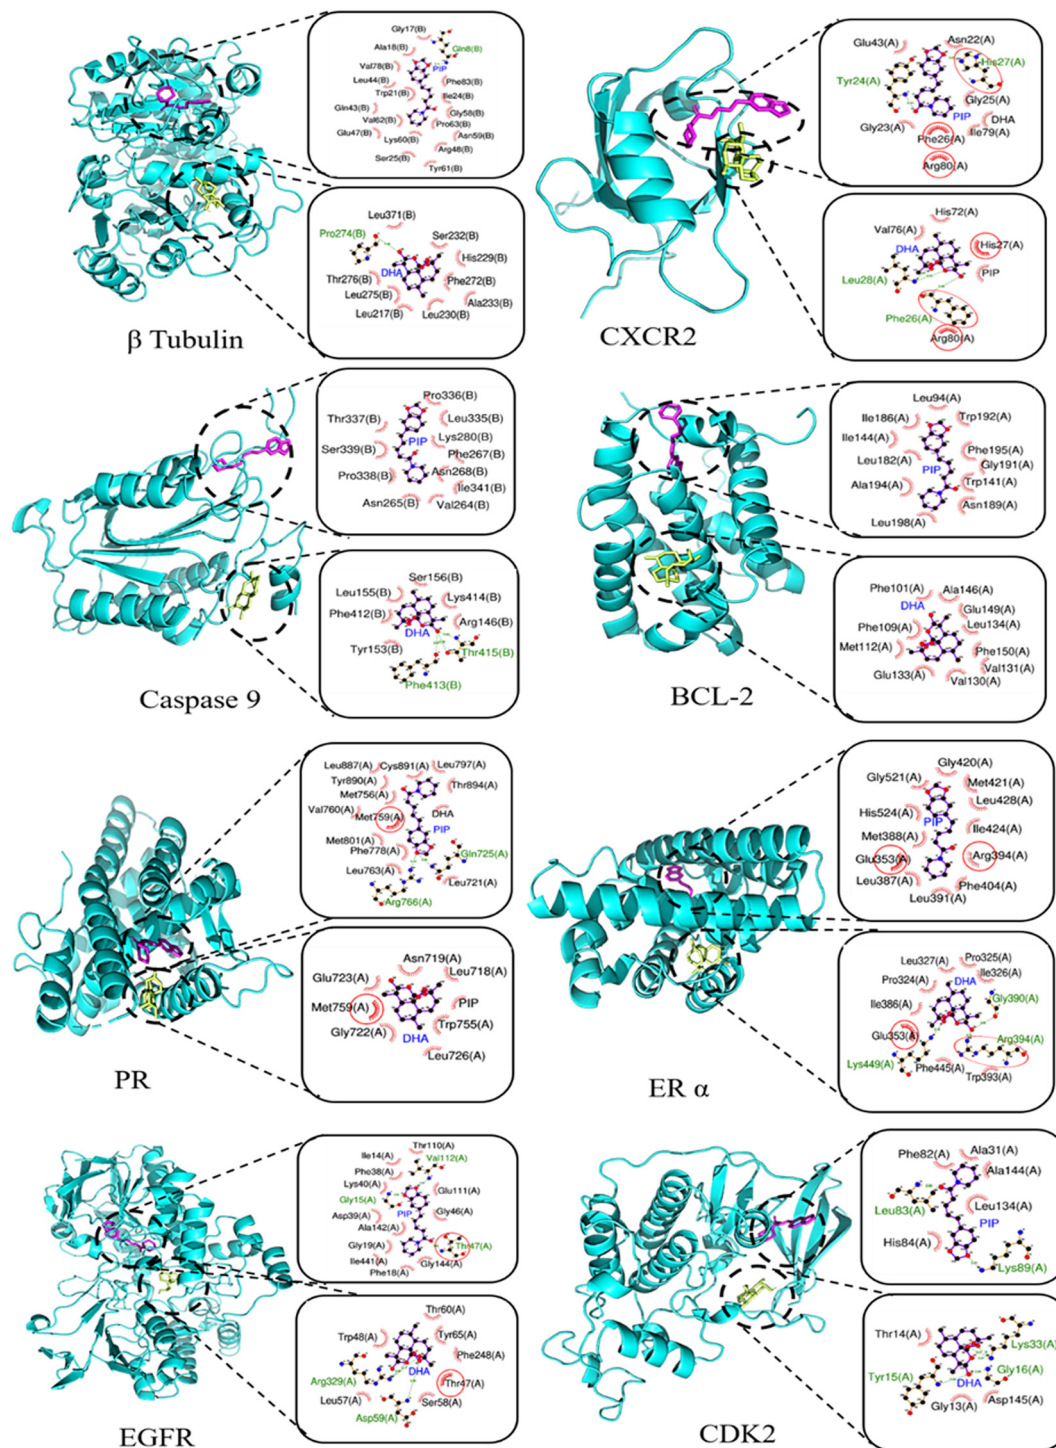 Gly17(B)
Ala18(B)
Gln8(B)
Val78(B)
PIP
Leu44(B)
Phe83(B)
Trp21(B)
Ile24(B)
Gln43(B)
Gly58(B)
Val62(B)
Pro63(B)
Glu47(B)
Asn59(B)
Lys60(B)
Arg48(B)
Ser25(B)
Tyr61(B)
Leu371(B)
Pro274(B)
Ser232(B)
His229(B)
DHA
Thr276(B)
Phe272(B)
Leu275(B)
Ala233(B)
Leu217(B)
Leu230(B)
β Tubulin
Glu43(A)
Asn22(A)
His27(A)
Tyr24(A)
Gly25(A)
PIP
DHA
Gly23(A)
Ile79(A)
Phe26(A)
Arg80(A)
His72(A)
Val76(A)
His27(A)
DHA
PIP
Leu28(A)
Phe26(A)
Arg80(A)
CXCR2
Pro336(B)
Thr337(B)
Leu335(B)
Lys280(B)
PIP
Ser339(B)
Phe267(B)
Pro338(B)
Asn268(B)
Ile341(B)
Asn265(B)
Val264(B)
Ser156(B)
Leu155(B)
Lys414(B)
Phe412(B)
Arg146(B)
DHA
Tyr153(B)
Thr415(B)
Phe413(B)
Caspase 9
Leu94(A)
Ile186(A)
Trp192(A)
Ile144(A)
Phe195(A)
Leu182(A)
Gly191(A)
PIP
Ala194(A)
Trp141(A)
Asn189(A)
Leu198(A)
Phe101(A)
Ala146(A)
DHA
Glu149(A)
Phe109(A)
Leu134(A)
Met112(A)
Phe150(A)
Val131(A)
Glu133(A)
Val130(A)
BCL-2
Leu887(A)
Cys891(A)
Leu797(A)
Tyr890(A)
Thr894(A)
Met756(A)
Val760(A)
Met759(A)
DHA
Met801(A)
PIP
Phe778(A)
Gln725(A)
Leu763(A)
Leu721(A)
Arg766(A)
Asn719(A)
Glu723(A)
Leu718(A)
Met759(A)
PIP
Gly722(A)
Trp755(A)
DHA
Leu726(A)
PR
Gly420(A)
Gly521(A)
Met421(A)
Leu428(A)
His524(A)
PIP
Ile424(A)
Met388(A)
Glu353(A)
Arg394(A)
Leu387(A)
Phe404(A)
Leu391(A)
Leu327(A)
Pro325(A)
Pro324(A)
Ile326(A)
DHA
Ile386(A)
Gly390(A)
Glu353(A)
Arg394(A)
Lys449(A)
Phe445(A)
Trp393(A)
ER α
Thr110(A)
Ile14(A)
Val112(A)
Phe38(A)
Lys40(A)
Glu111(A)
Gly15(A)
PIP
Gly46(A)
Asp39(A)
Ala142(A)
Gly19(A)
Thr47(A)
Ile441(A)
Gly144(A)
Phe18(A)
Thr60(A)
Trp48(A)
Tyr65(A)
Phe248(A)
DHA
Arg329(A)
Thr47(A)
Leu57(A)
Ser58(A)
Asp59(A)
EGFR
Phe82(A)
Ala31(A)
Ala144(A)
Leu83(A)
Leu134(A)
PIP
His84(A)
Lys89(A)
Thr14(A)
Lys33(A)
Tyr15(A)
Gly16(A)
DHA
Gly13(A)
Asp145(A)
CDK2